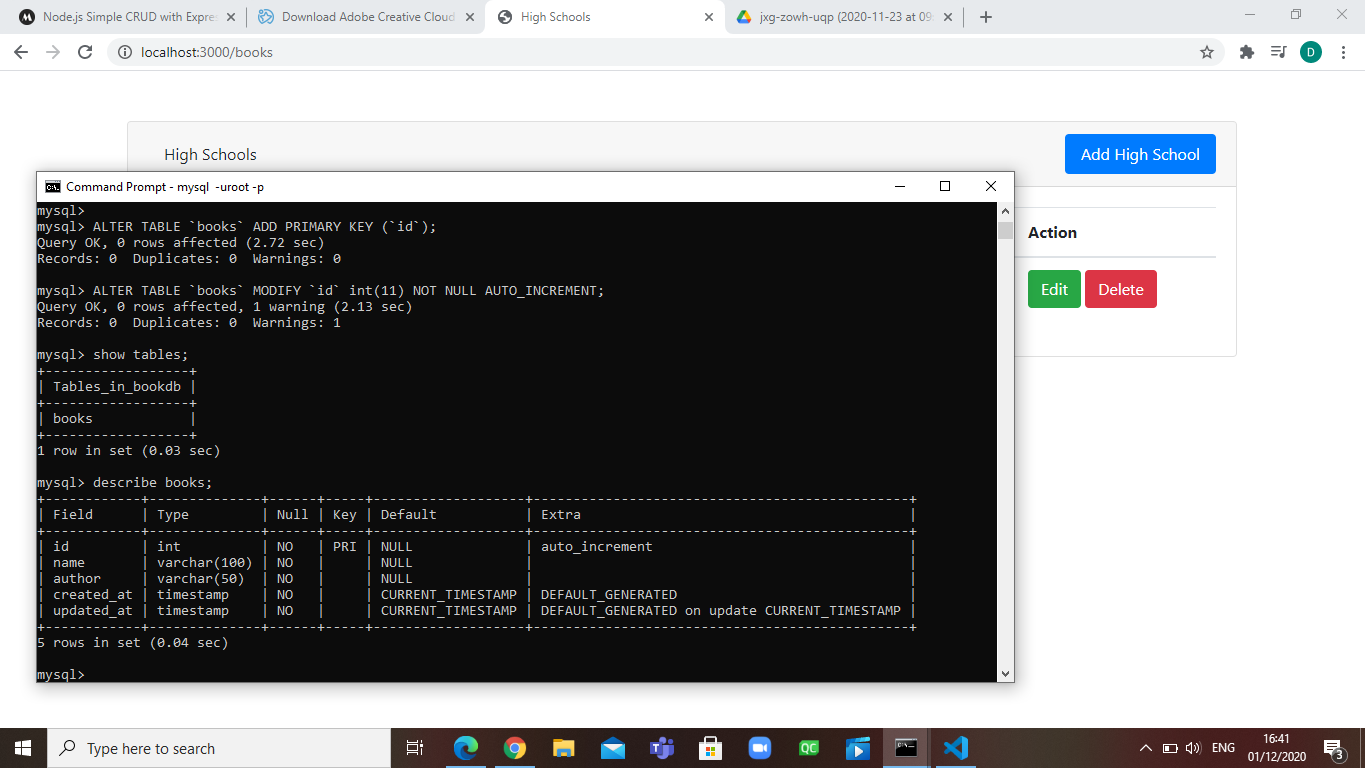 Node.js Simple CRUD with Expre
Download Adobe Creative Cloud
High Schools
jxg-zowh-uqp (2020-11-23 at 09
localhost:3000/books
D
High Schools
Add High School
Action
Edit Delete
Command Prompt - mysql  -uroot -p
mysql>
mysql> ALTER TABLE `books` ADD PRIMARY KEY (`id`);
Query OK, 0 rows affected (2.72 sec)
Records: 0  Duplicates: 0  Warnings: 0
mysql> ALTER TABLE `books` MODIFY `id` int(11) NOT NULL AUTO_INCREMENT;
Query OK, 0 rows affected, 1 warning (2.13 sec)
Records: 0  Duplicates: 0  Warnings: 1
mysql> show tables;
+------------------+
| Tables_in_bookdb |
+------------------+
| books            |
+------------------+
1 row in set (0.03 sec)
mysql> describe books;
+------------+--------------+------+-----+-------------------+-----------------------------------------------+
| Field      | Type         | Null | Key | Default           | Extra                                         |
+------------+--------------+------+-----+-------------------+-----------------------------------------------+
| id         | int          | NO   | PRI | NULL              | auto_increment                                |
| name       | varchar(100) | NO   |     | NULL              |                                               |
| author     | varchar(50)  | NO   |     | NULL              |                                               |
| created_at | timestamp    | NO   |     | CURRENT_TIMESTAMP | DEFAULT_GENERATED                             |
| updated_at | timestamp    | NO   |     | CURRENT_TIMESTAMP | DEFAULT_GENERATED on update CURRENT_TIMESTAMP |
+------------+--------------+------+-----+-------------------+-----------------------------------------------+
5 rows in set (0.04 sec)
mysql>
Type here to search
QC
ENG
16:41
01/12/2020
3